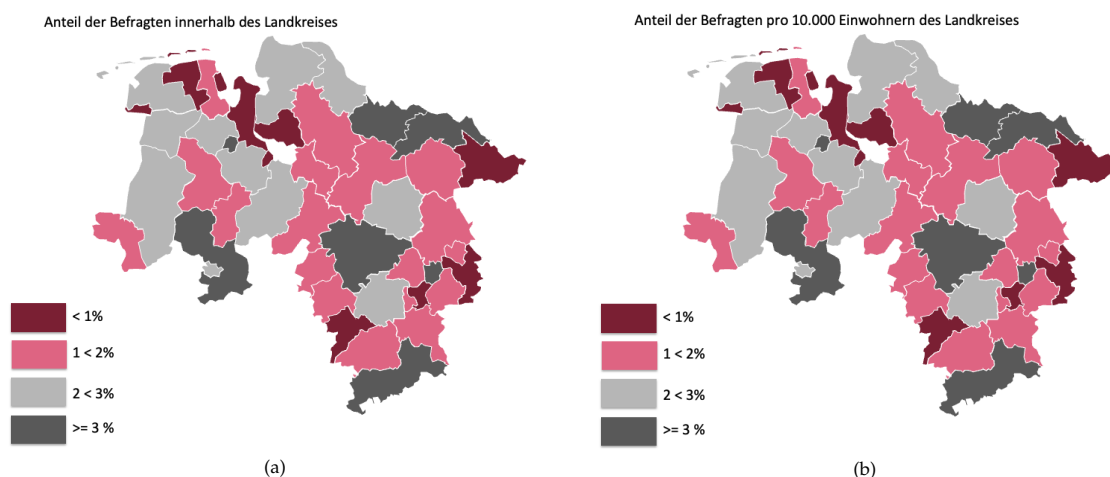 Anteil der Befragten innerhalb des Landkreises
< 1%
1 < 2%
2 < 3%
>= 3 %
(a)
Anteil der Befragten pro 10.000 Einwohnern des Landkreises
< 1%
1 < 2%
2 < 3%
>= 3 %
(b)